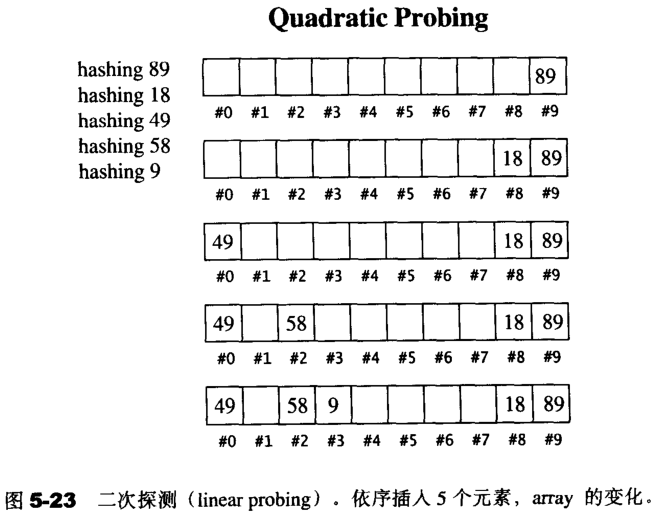 Quadratic Probing
hashing 89
hashing 18
hashing 49
hashing 58
hashing 9
89
#0 #1 #2 #3 #4 #5 #6 #7 #8 #9
18 89
#0 #1 #2 #3 #4 #5 #6 #7 #8 #9
49 18 89
#0 #1 #2 #3 #4 #5 #6 #7 #8 #9
49 58 18 89
#0 #1 #2 #3 #4 #5 #6 #7 #8 #9
49 58 9 18 89
#0 #1 #2 #3 #4 #5 #6 #7 #8 #9
图 5-23 二次探测（linear probing）。依序插入 5 个元素，array 的变化。